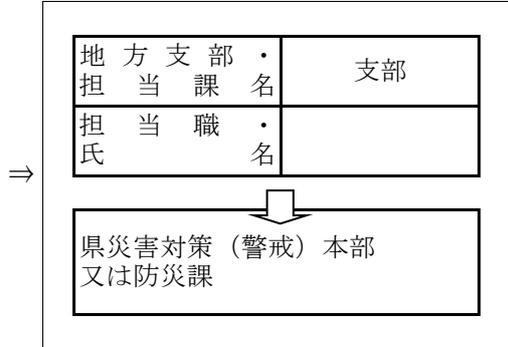 地方支部・
担当課名
支部
担当職・
氏名
⇒
県災害対策（警戒）本部
又は防災課